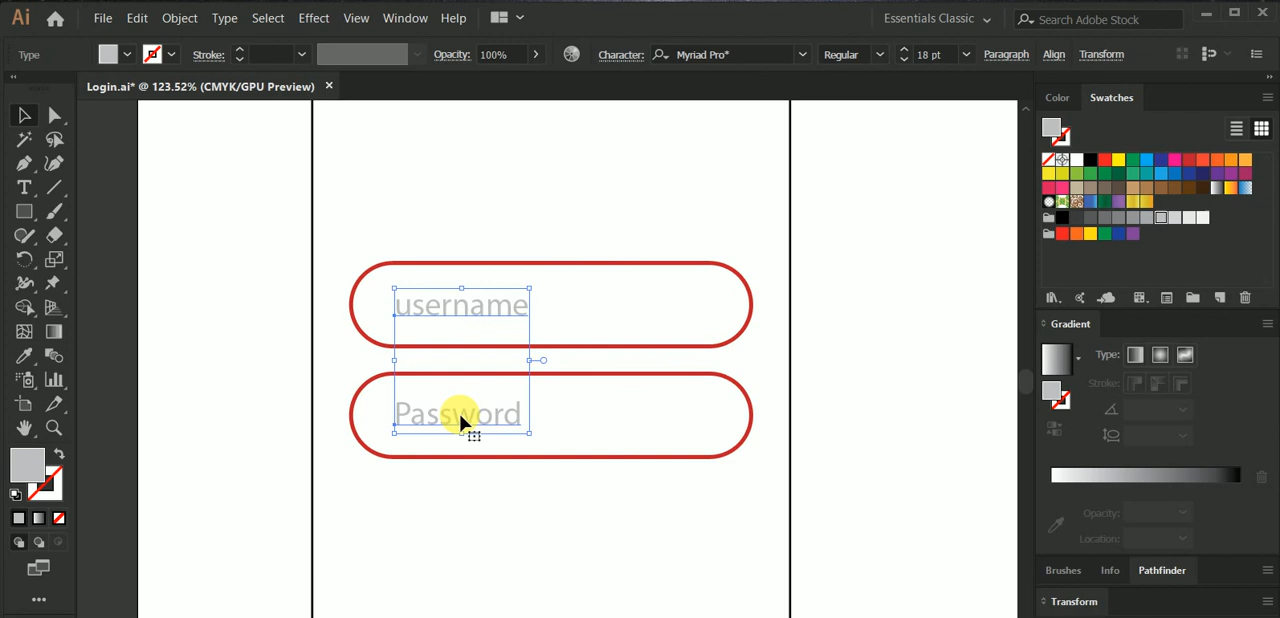 Ai File Edit Object Type Select Effect View Window Help Essentials Classic Search Adobe Stock
Type Stroke: Opacity: 100% Character: Myriad Pro* Regular 18 pt Paragraph Align Transform
Login.ai* @ 123.52% (CMYK/GPU Preview)
Color Swatches
username
Password
Gradient
Type:
Stroke:
Opacity:
Location:
Brushes Info Pathfinder
Transform